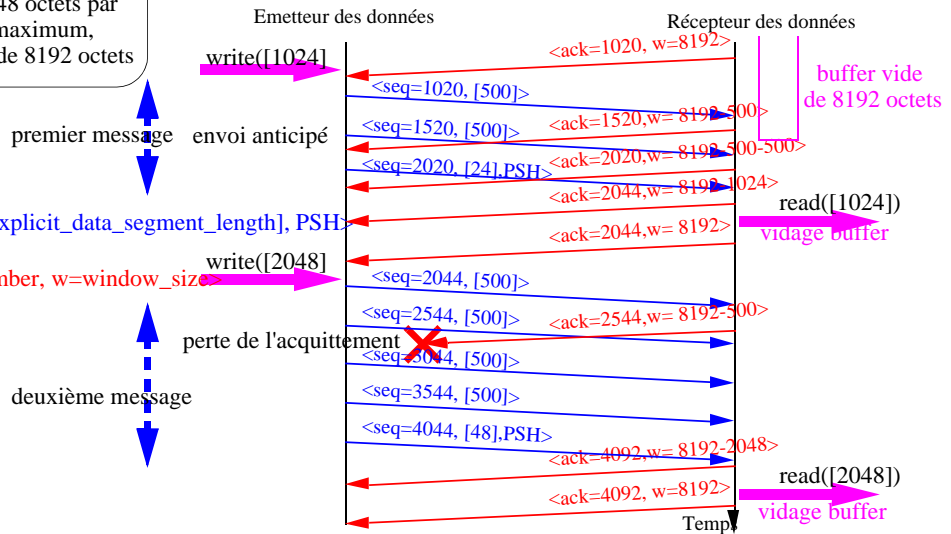 48 octets par
maximum,
de 8192 octets
Emetteur des données
Récepteur des données
write([1024]
<ack=1020, w=8192>
buffer vide
de 8192 octets
<seq=1020, [500]>
<ack=1520,w= 8192-500>
premier message
envoi anticipé
<seq=1520, [500]>
<ack=2020,w= 8192-500-500>
<seq=2020, [24],PSH>
<ack=2044,w= 8192-1024>
read([1024])
vidage buffer
explicit_data_segment_length], PSH>
<ack=2044,w= 8192>
write([2048]
mber, w=window_size>
<seq=2044, [500]>
<seq=2544, [500]>
<ack=2544,w= 8192-500>
perte de l'acquittement
<seq=3044, [500]>
<seq=3544, [500]>
deuxième message
<seq=4044, [48],PSH>
<ack=4092,w= 8192-2048>
read([2048])
<ack=4092, w=8192>
vidage buffer
Temps